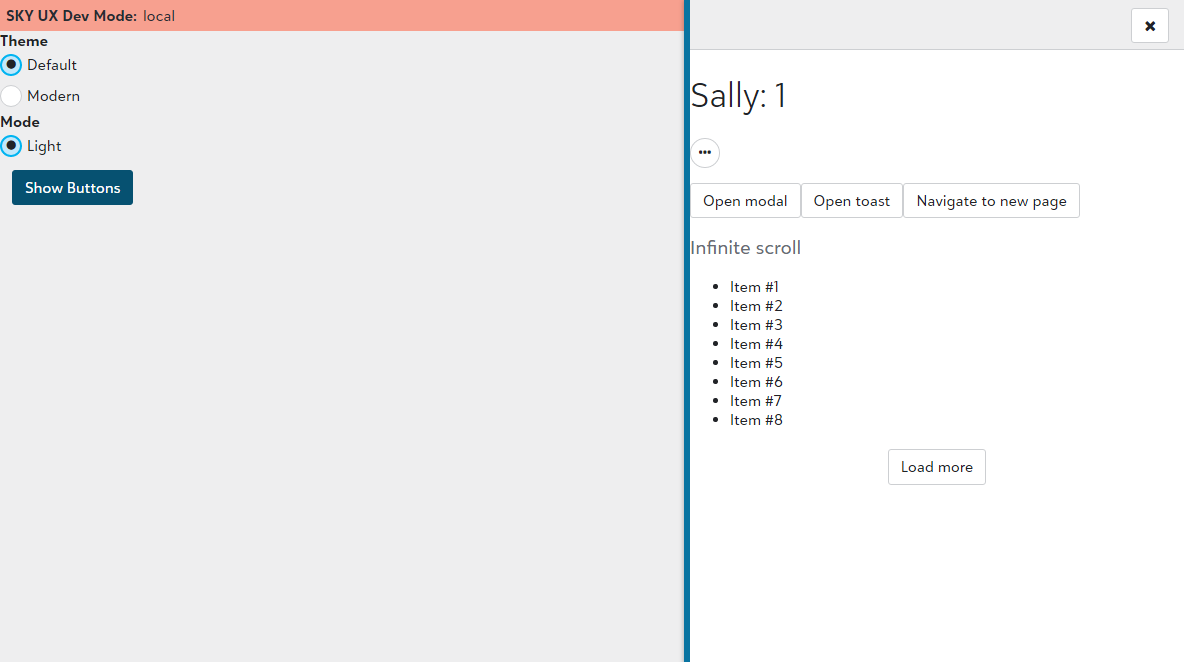 SKY UX Dev Mode: local
Theme
Default
Modern
Mode
Light
Show Buttons
Sally: 1
Open modal
Open toast
Navigate to new page
Infinite scroll
Item #1
Item #2
Item #3
Item #4
Item #5
Item #6
Item #7
Item #8
Load more